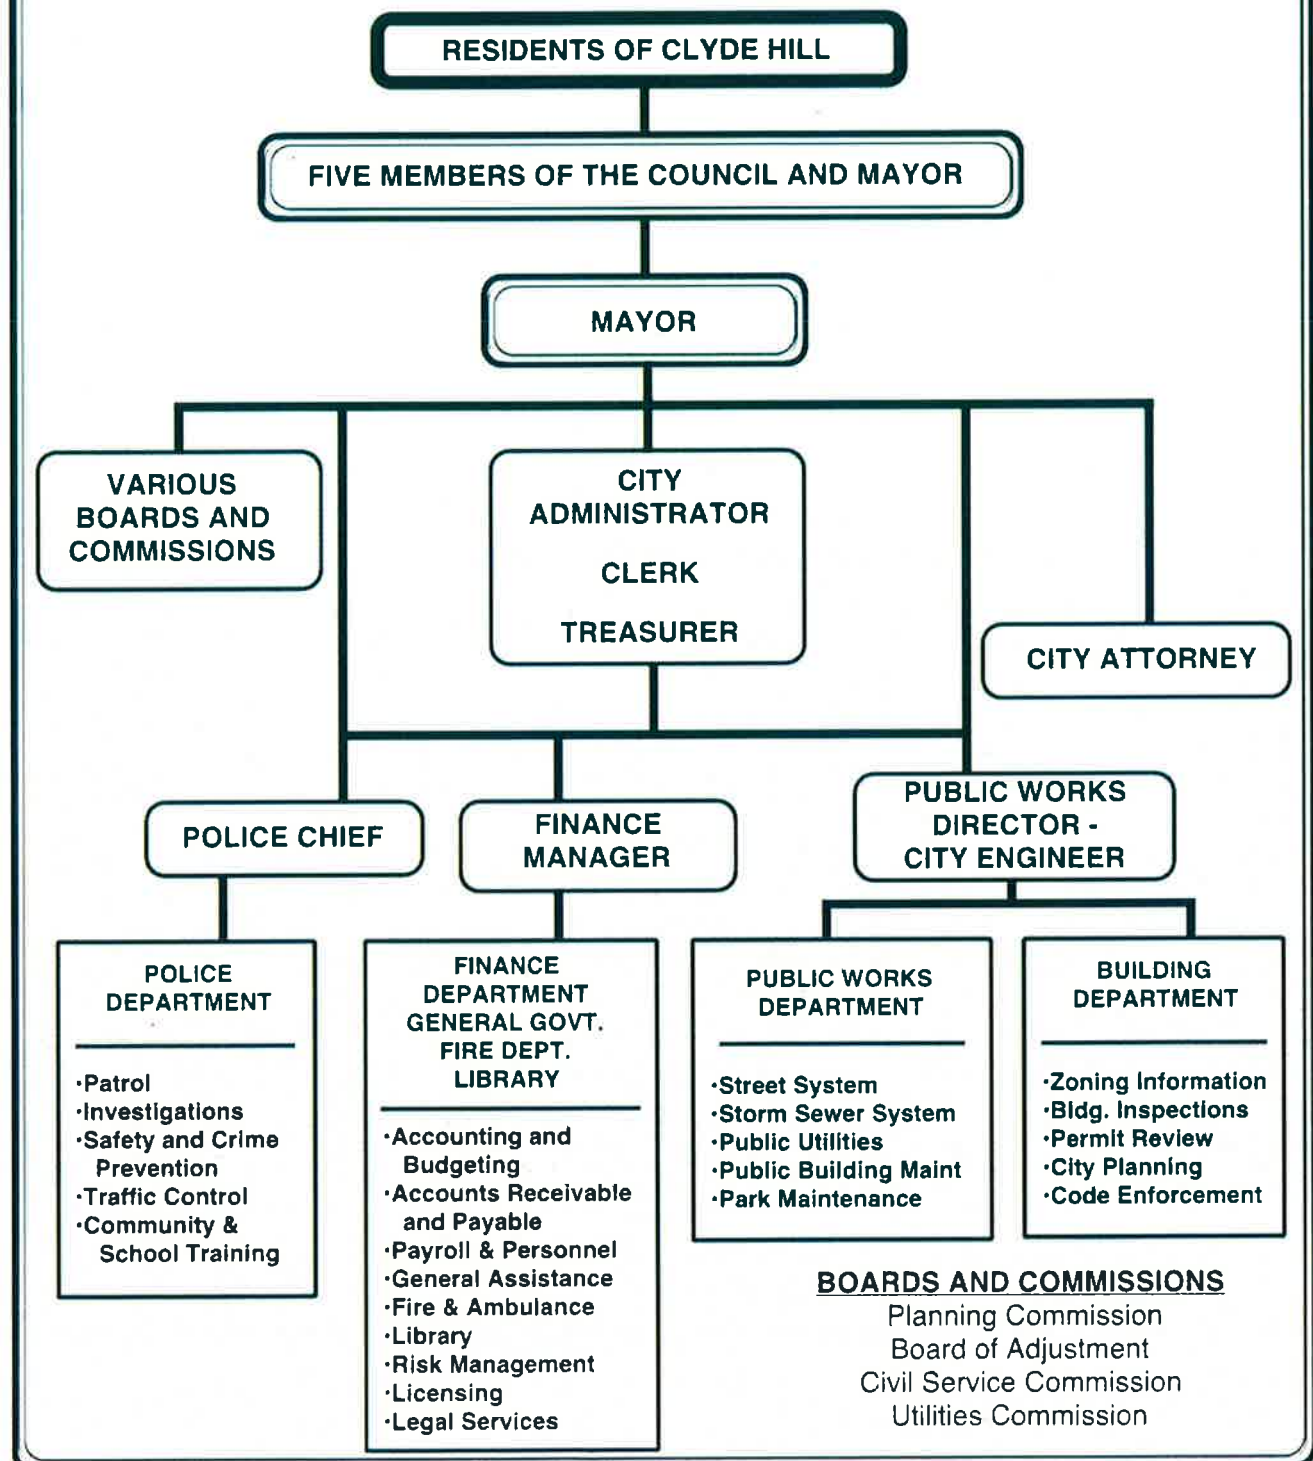 RESIDENTS OF CLYDE HILL
FIVE MEMBERS OF THE COUNCIL AND MAYOR
MAYOR
VARIOUS
BOARDS AND
COMMISSIONS
CITY
ADMINISTRATOR
CLERK
TREASURER
CITY ATTORNEY
POLICE CHIEF
FINANCE
MANAGER
PUBLIC WORKS
DIRECTOR -
CITY ENGINEER
POLICE
DEPARTMENT
·Patrol
·Investigations
·Safety and Crime
Prevention
·Traffic Control
·Community &
School Training
FINANCE
DEPARTMENT
GENERAL GOVT.
FIRE DEPT.
LIBRARY
·Accounting and
Budgeting
·Accounts Receivable
and Payable
·Payroll & Personnel
·General Assistance
·Fire & Ambulance
·Library
·Risk Management
·Licensing
·Legal Services
PUBLIC WORKS
DEPARTMENT
·Street System
·Storm Sewer System
·Public Utilities
·Public Building Maint
·Park Maintenance
BUILDING
DEPARTMENT
·Zoning Information
·Bldg. Inspections
·Permit Review
·City Planning
·Code Enforcement
BOARDS AND COMMISSIONS
Planning Commission
Board of Adjustment
Civil Service Commission
Utilities Commission